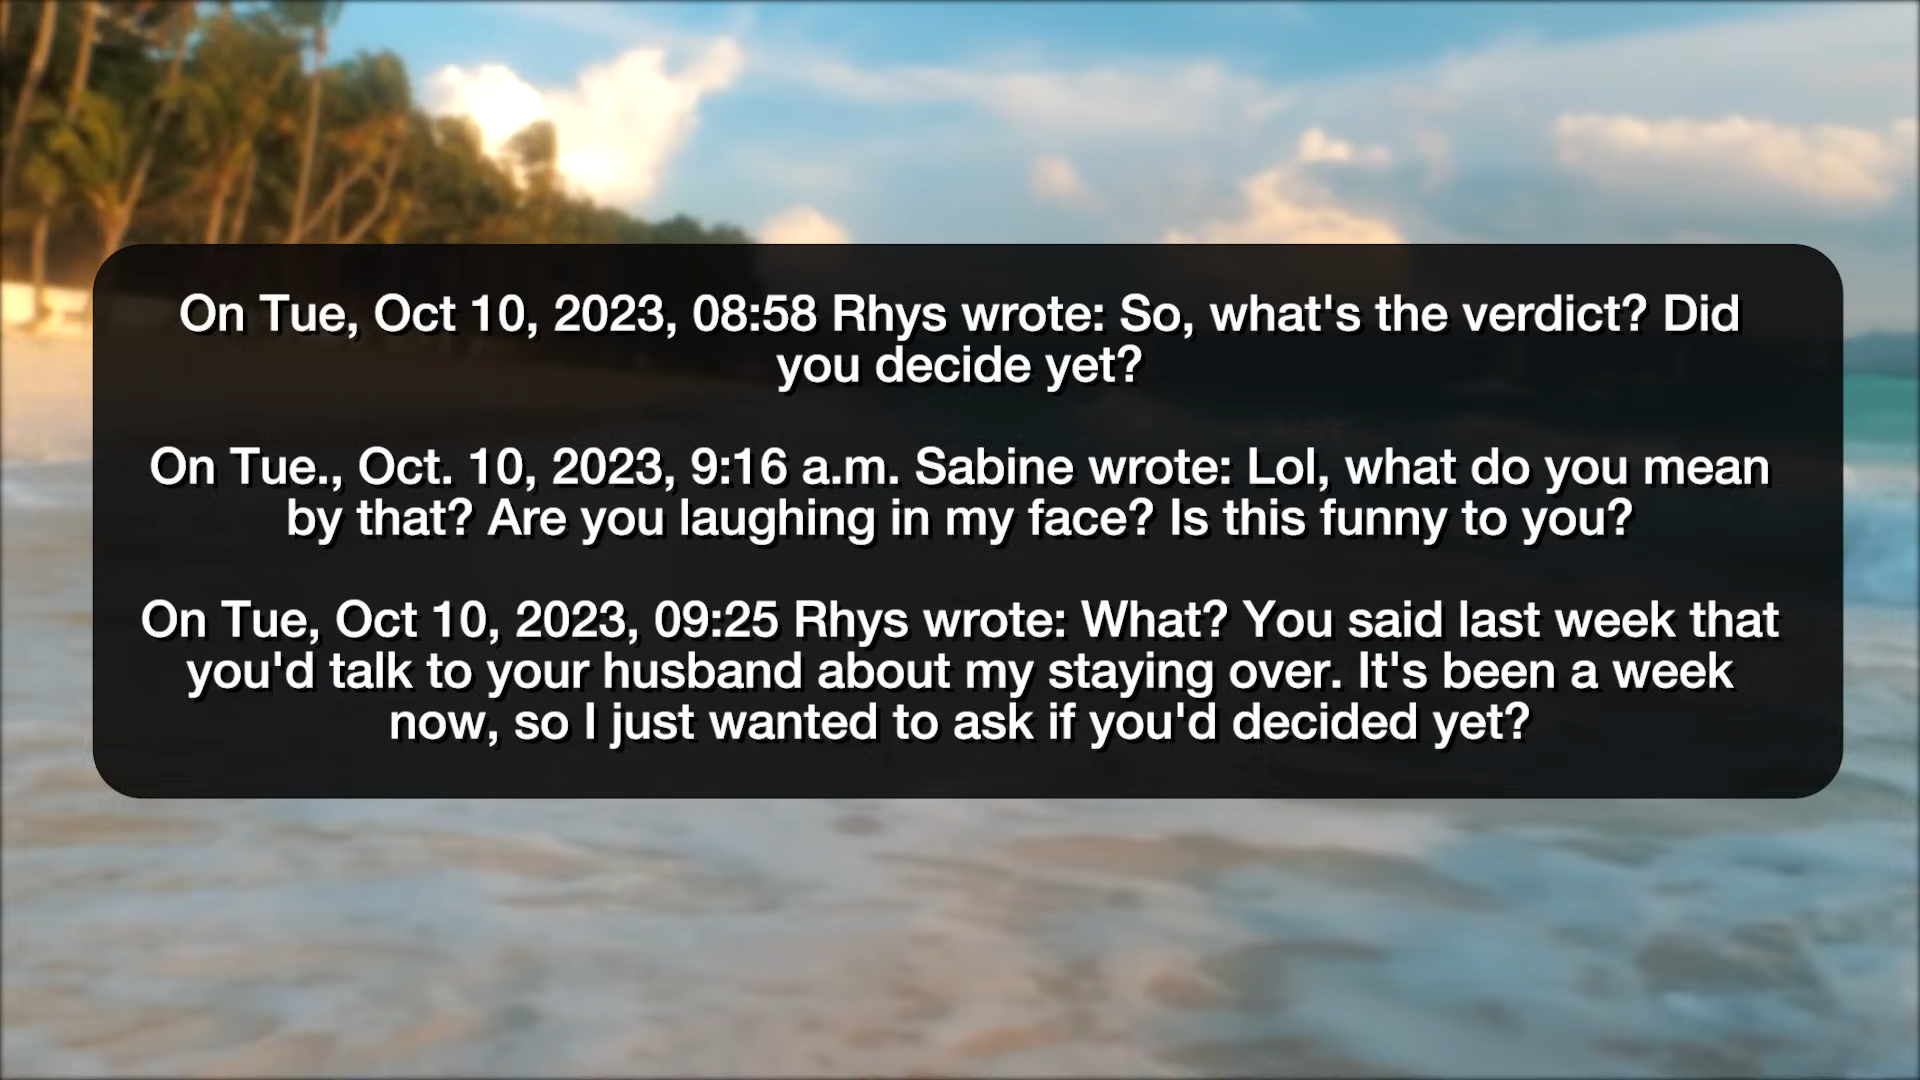 On Tue, Oct 10, 2023, 08:58 Rhys wrote: So, what's the verdict? Did
you decide yet?
On Tue., Oct. 10, 2023, 9:16 a.m. Sabine wrote: Lol, what do you mean
by that? Are you laughing in my face? Is this funny to you?
On Tue, Oct 10, 2023, 09:25 Rhys wrote: What? You said last week that
you'd talk to your husband about my staying over. It's been a week
now, so I just wanted to ask if you'd decided yet?